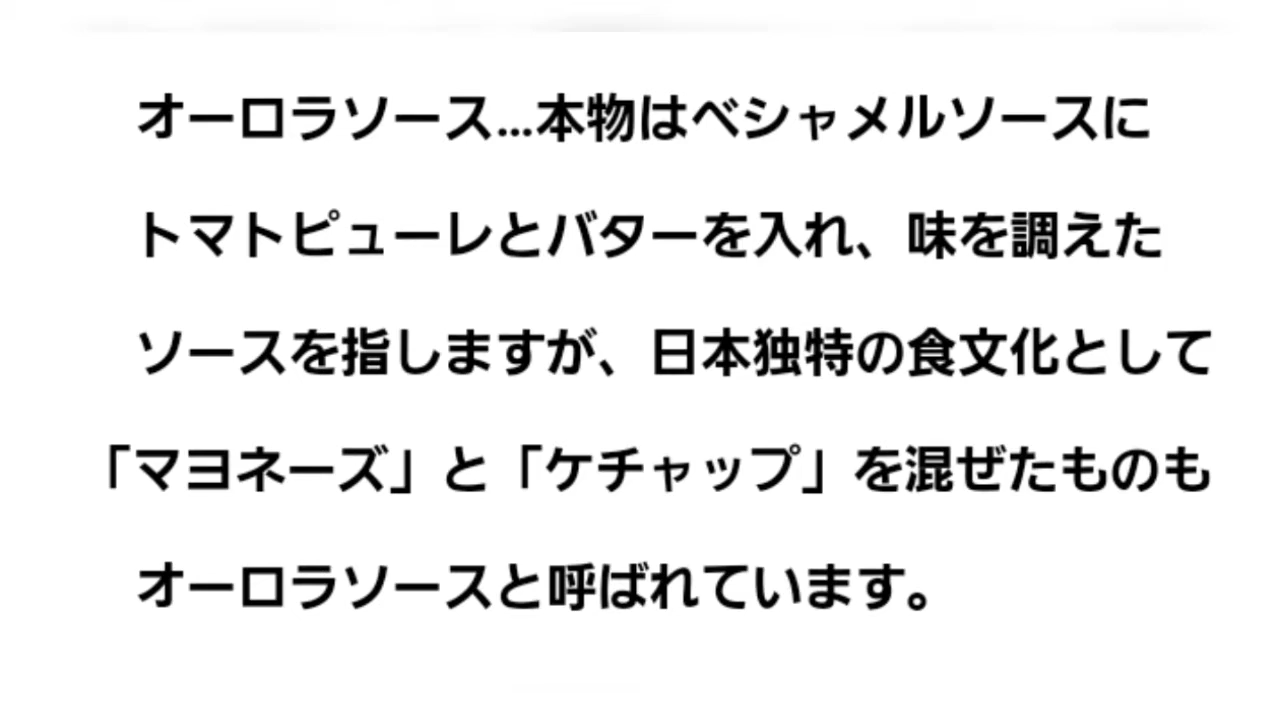 オーロラソース…本物はベシャメルソースに
トマトピューレとバターを入れ、味を調えた
ソースを指しますが、日本独特の食文化として
「マヨネーズ」と「ケチャップ」を混ぜたものも
オーロラソースと呼ばれています。